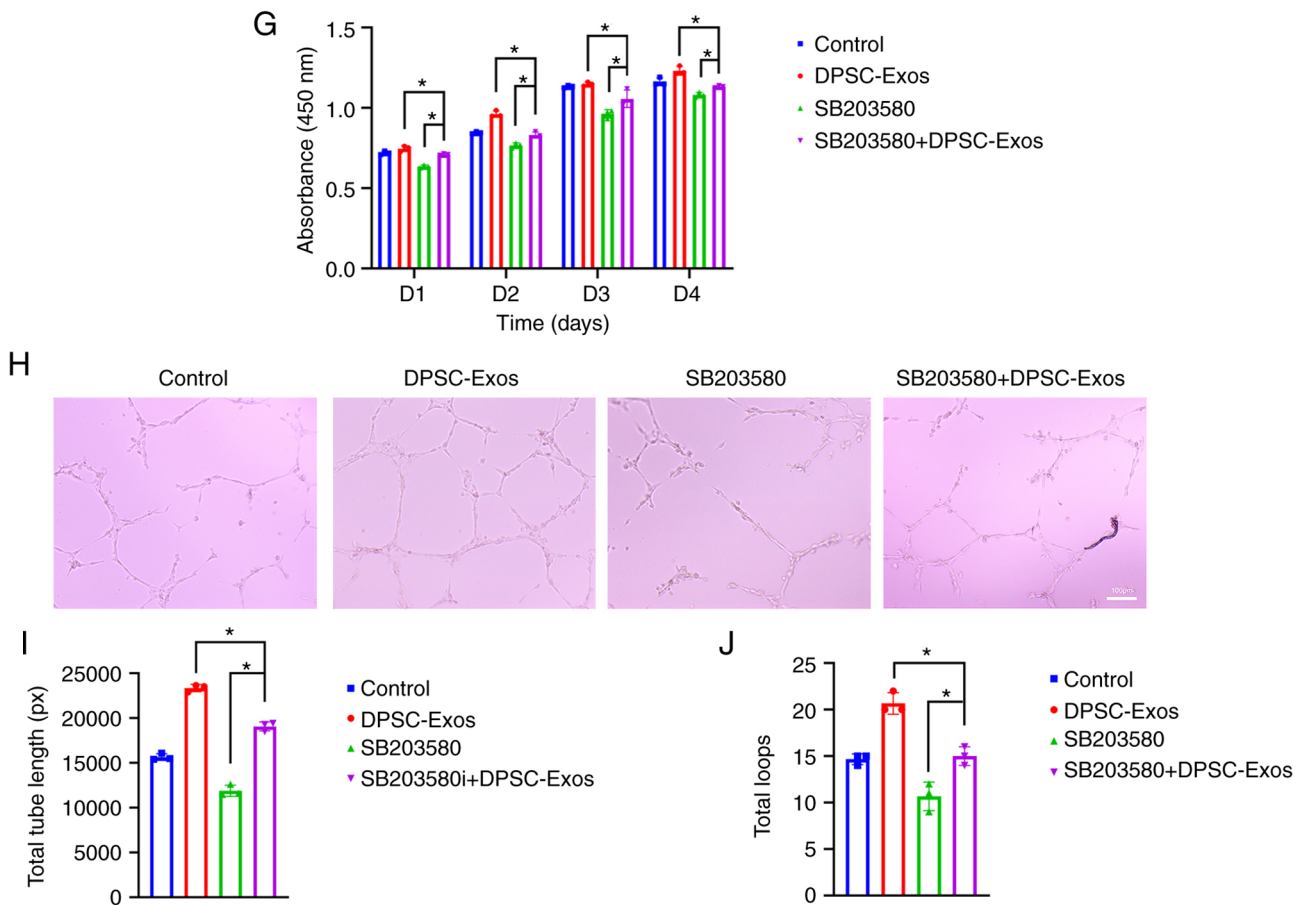 G
1.5
1.0
0.5
0.0
Absorbance (450 nm)
* * * * * * * *
D1 D2 D3 D4
Time (days)
Control
DPSC-Exos
SB203580
SB203580+DPSC-Exos
H
Control DPSC-Exos SB203580 SB203580+DPSC-Exos
100μm
I
25000
20000
15000
10000
5000
0
Total tube length (px)
* *
Control
DPSC-Exos
SB203580
SB203580i+DPSC-Exos
J
25
20
15
10
5
0
Total loops
* *
Control
DPSC-Exos
SB203580
SB203580+DPSC-Exos